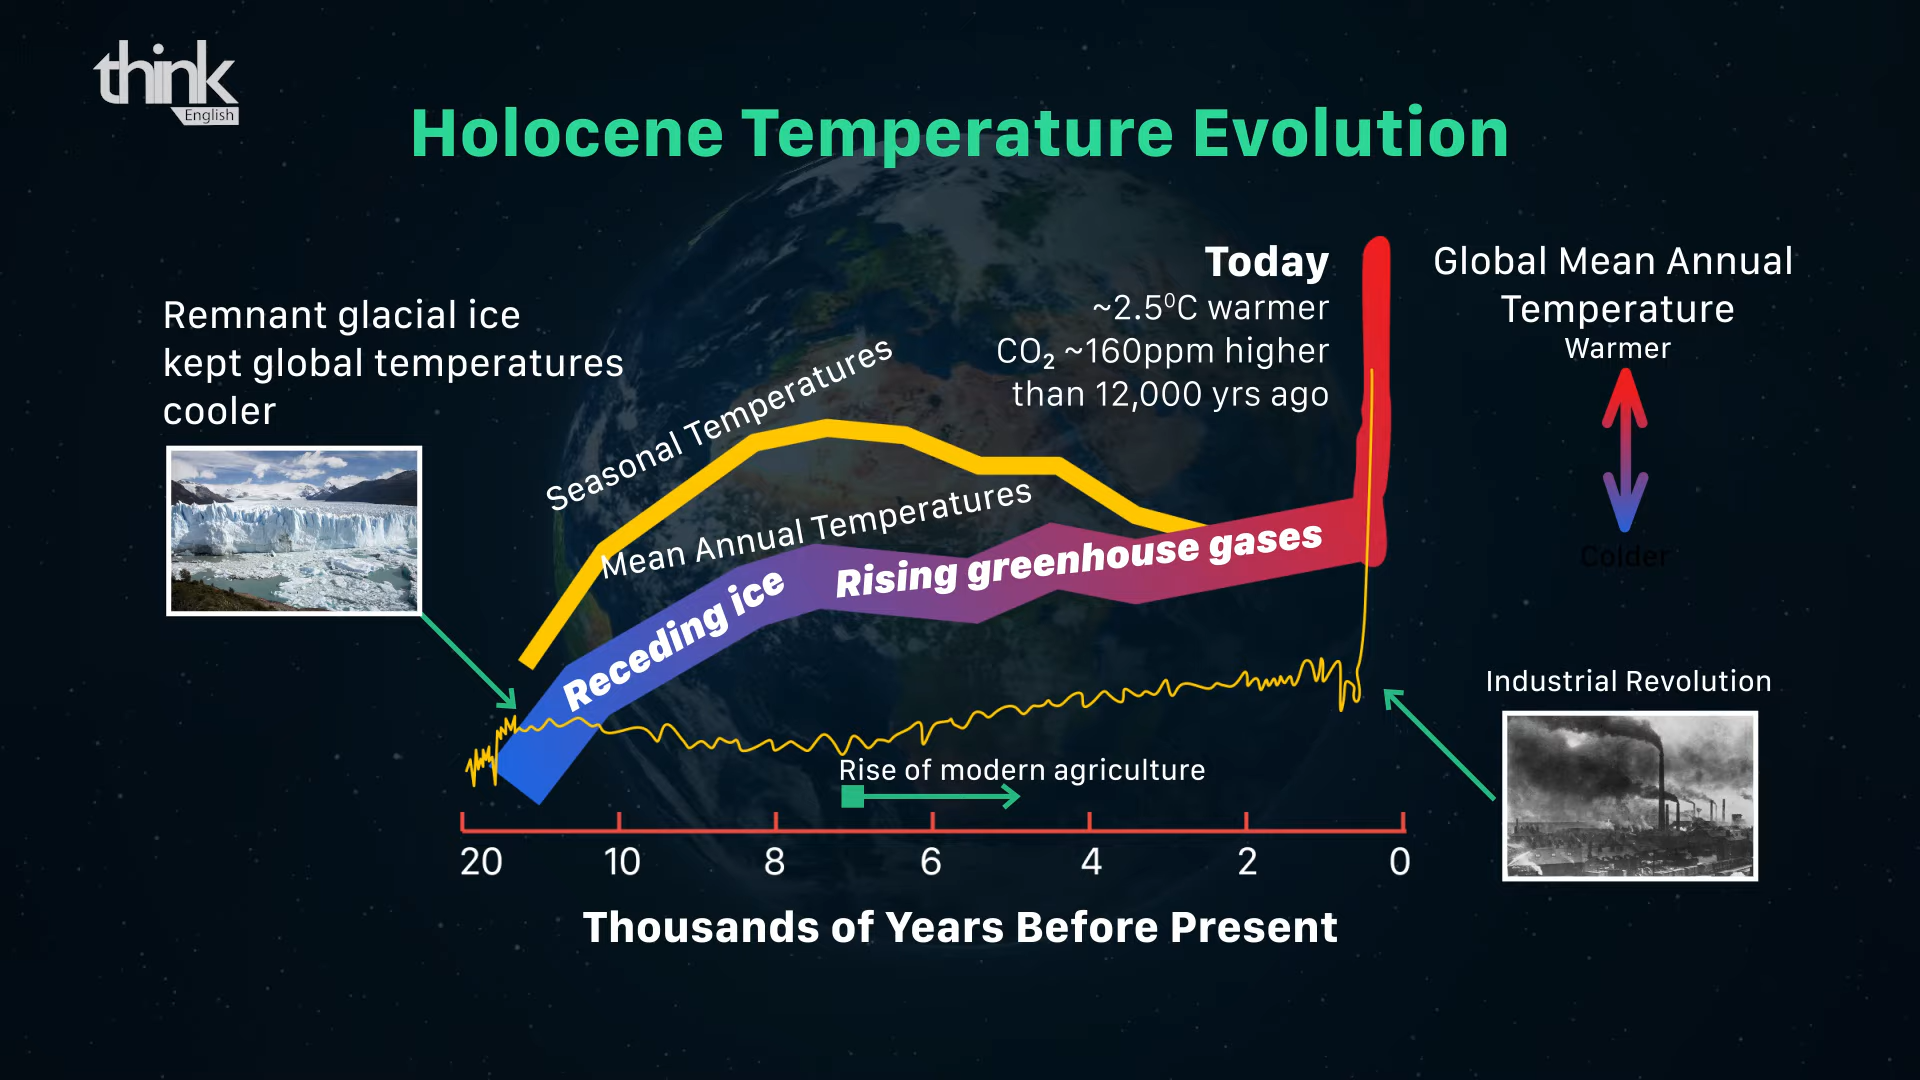 think
English
Holocene Temperature Evolution
Remnant glacial ice
kept global temperatures
cooler
Seasonal Temperatures
Mean Annual Temperatures
Receding ice
Rising greenhouse gases
Today
~2.5⁰C warmer
CO₂ ~160ppm higher
than 12,000 yrs ago
Global Mean Annual
Temperature
Warmer
Colder
Industrial Revolution
Rise of modern agriculture
20 10 8 6 4 2 0
Thousands of Years Before Present